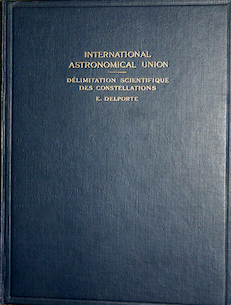 INTERNATIONAL
ASTRONOMICAL UNION
DÉLIMITATION SCIENTIFIQUE
DES CONSTELLATIONS
E. DELPORTE